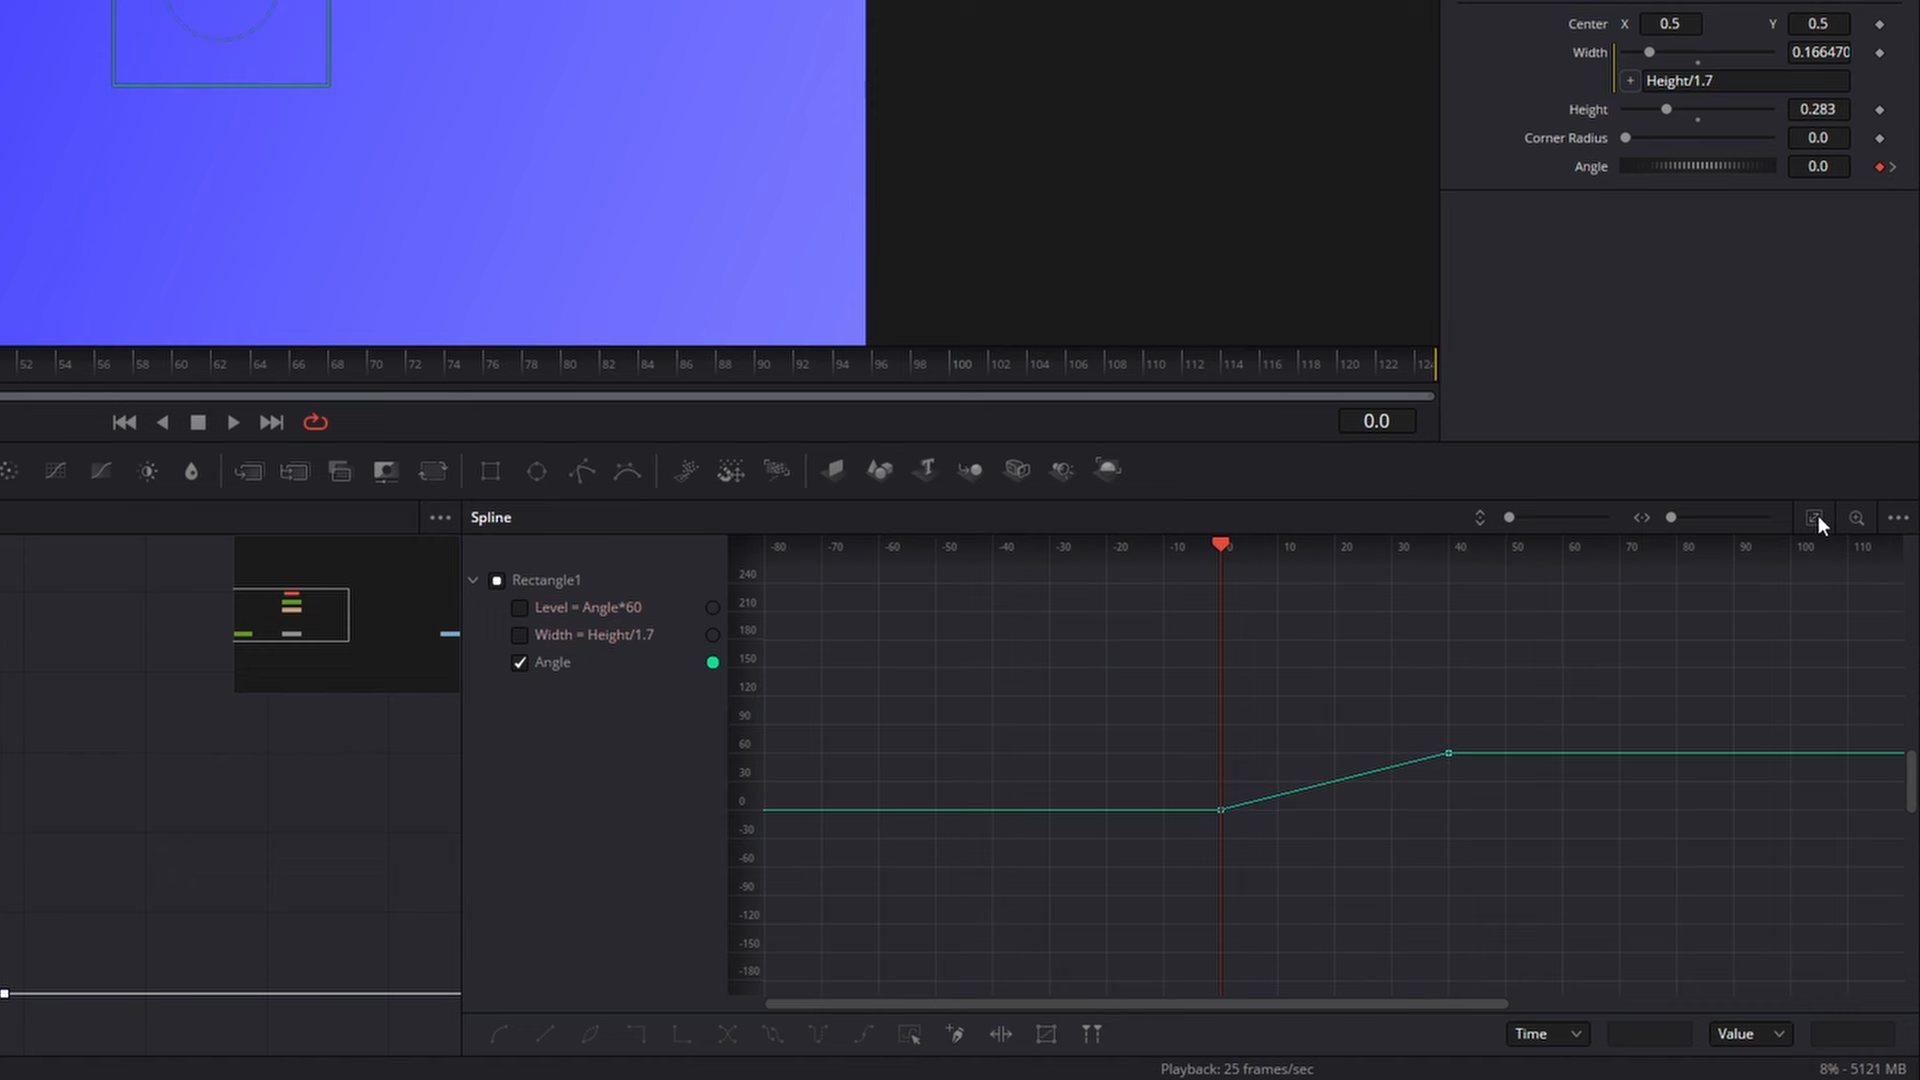 Center X 0.5 Y 0.5
Width 0.166470
+ Height/1.7
Height 0.283
Corner Radius 0.0
Angle 0.0
52 54 56 58 60 62 64 66 68 70 72 74 76 78 80 82 84 86 88 90 92 94 96 98 100 102 104 106 108 110 112 114 116 118 120 122
0.0
Spline
-80 -70 -60 -50 -40 -30 -20 -10 0 10 20 30 40 50 60 70 80 90 100 110
Rectangle1
Level = Angle*60
Width = Height/1.7
Angle
240
210
180
150
120
90
60
30
0
-30
-60
-90
-120
-150
-180
Time
Value
Playback: 25 frames/sec
8% - 5121 MB